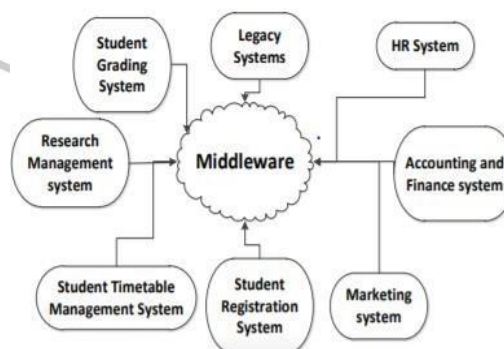 Student
Grading
System
Legacy
Systems
HR System
Research
Management
system
Middleware
Accounting and
Finance system
Student Timetable
Management System
Student
Registration
System
Marketing
system